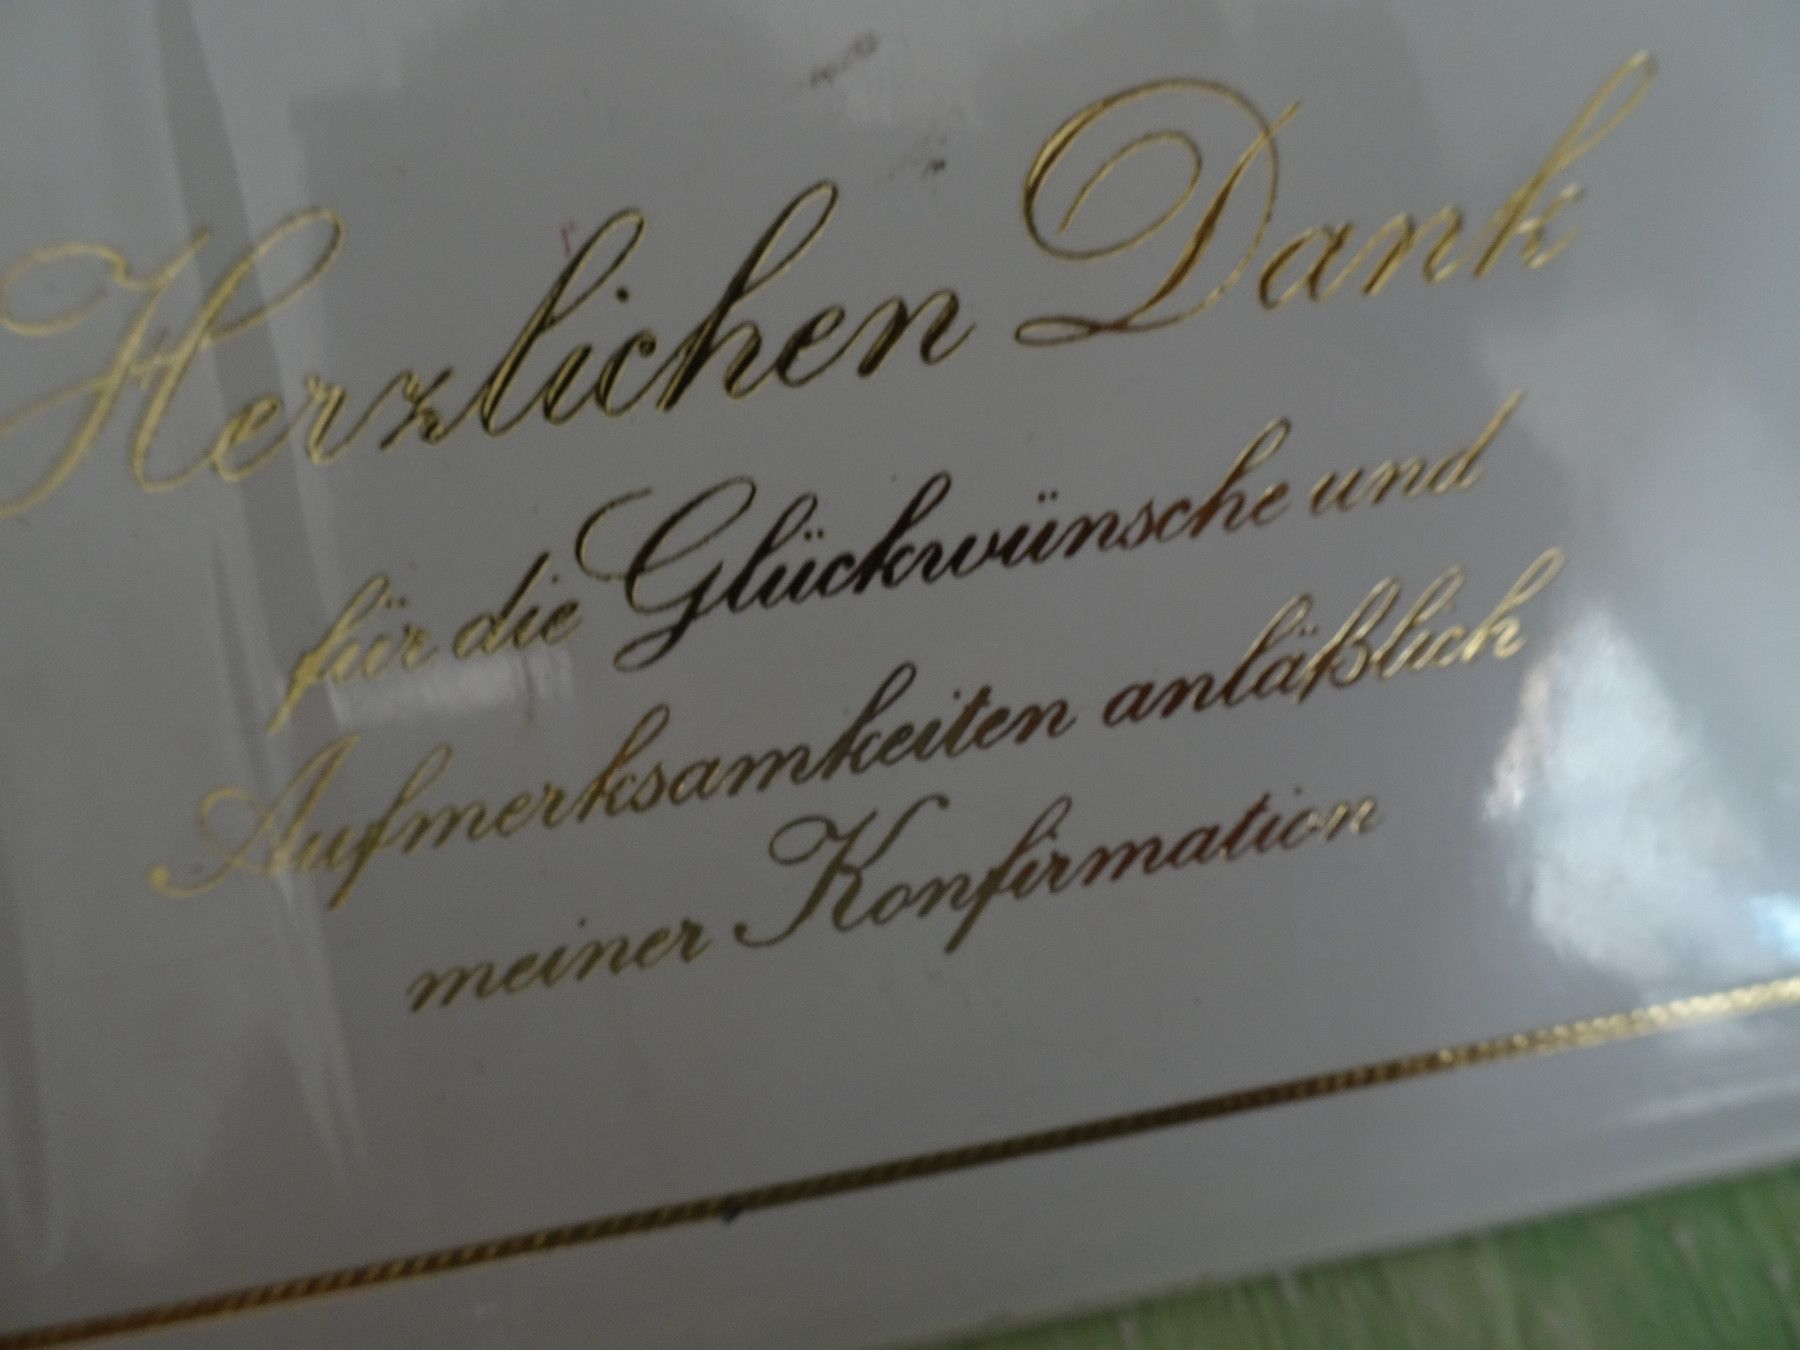 Herzlichen Dank
für die Glückwünsche und
Aufmerksamkeiten anläßlich
meiner Konfirmation